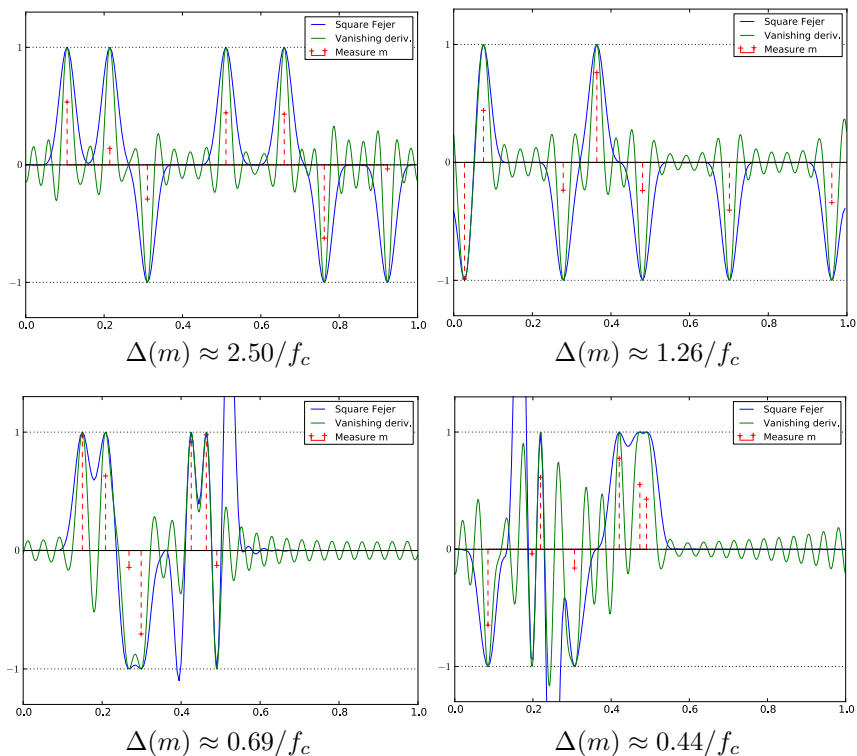 Square Fejer
Vanishing deriv.
Measure m
1
0
−1
0.0 0.2 0.4 0.6 0.8 1.0
Δ(m) ≈ 2.50/f_c
Square Fejer
Vanishing deriv.
Measure m
1
0
−1
0.0 0.2 0.4 0.6 0.8 1.0
Δ(m) ≈ 1.26/f_c
Square Fejer
Vanishing deriv.
Measure m
1
0
−1
0.0 0.2 0.4 0.6 0.8 1.0
Δ(m) ≈ 0.69/f_c
Square Fejer
Vanishing deriv.
Measure m
1
0
−1
0.0 0.2 0.4 0.6 0.8 1.0
Δ(m) ≈ 0.44/f_c